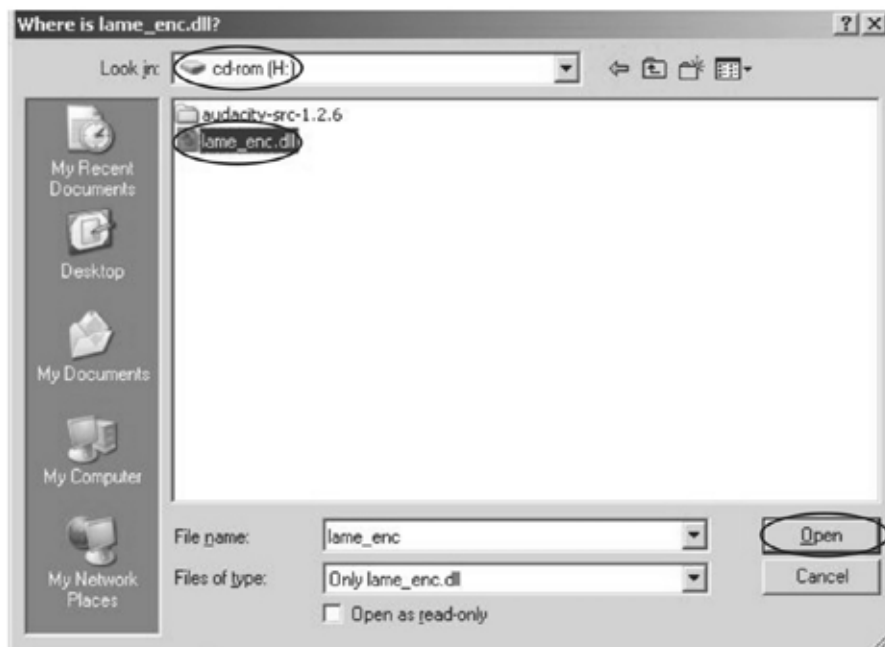 Where is lame_enc.dll?
Look in:
cd-rom (H:)
audacity-src-1.2.6
lame_enc.dll
My Recent
Documents
Desktop
My Documents
My Computer
My Network
Places
File name:
lame_enc
Open
Files of type:
Only lame_enc.dll
Cancel
Open as read-only